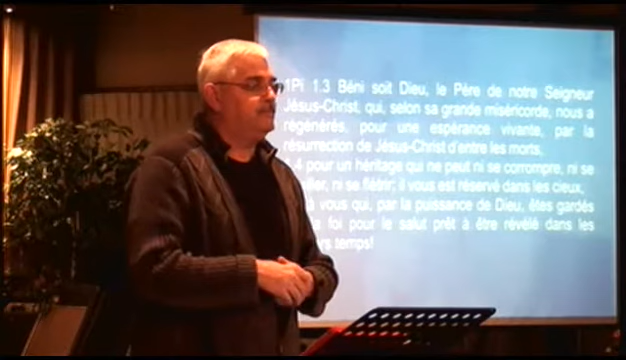 1Pi 1.3 Béni soit Dieu, le Père de notre Seigneur
Jésus-Christ, qui, selon sa grande miséricorde, nous a
régénérés, pour une espérance vivante, par la
résurrection de Jésus-Christ d'entre les morts,
.4 pour un héritage qui ne peut ni se corrompre, ni se
ller, ni se flétrir; il vous est réservé dans les cieux,
à vous qui, par la puissance de Dieu, êtes gardés
foi pour le salut prêt à être révélé dans les
rs temps!